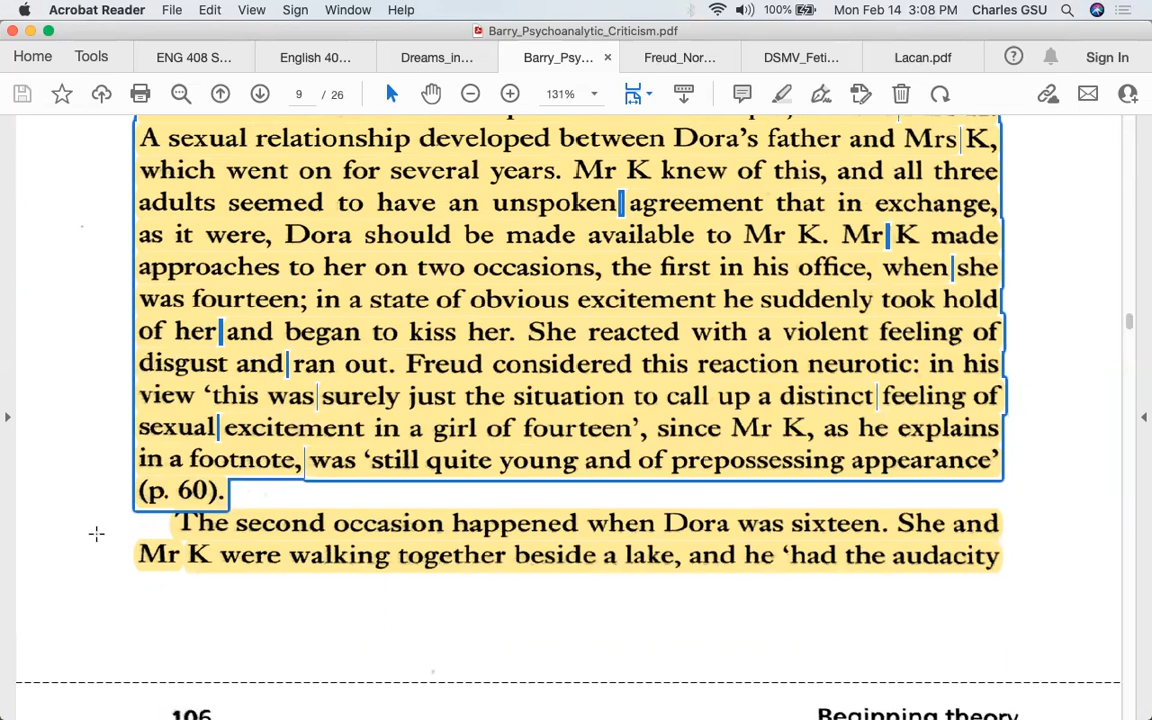 Acrobat Reader File Edit View Sign Window Help 100% Mon Feb 14 3:08 PM Charles GSU
Barry_Psychoanalytic_Criticism.pdf
Home Tools ENG 408 S... English 40... Dreams_in... Barry_Psy... × Freud_Nor... DSMV_Feti... Lacan.pdf ? Sign In
9 / 26 131%
A sexual relationship developed between Dora's father and Mrs K,
which went on for several years. Mr K knew of this, and all three
adults seemed to have an unspoken agreement that in exchange,
as it were, Dora should be made available to Mr K. Mr K made
approaches to her on two occasions, the first in his office, when she
was fourteen; in a state of obvious excitement he suddenly took hold
of her and began to kiss her. She reacted with a violent feeling of
disgust and ran out. Freud considered this reaction neurotic: in his
view ‘this was surely just the situation to call up a distinct feeling of
sexual excitement in a girl of fourteen’, since Mr K, as he explains
in a footnote, was ‘still quite young and of prepossessing appearance’
(p. 60).
The second occasion happened when Dora was sixteen. She and
Mr K were walking together beside a lake, and he ‘had the audacity
106 Beginning theory